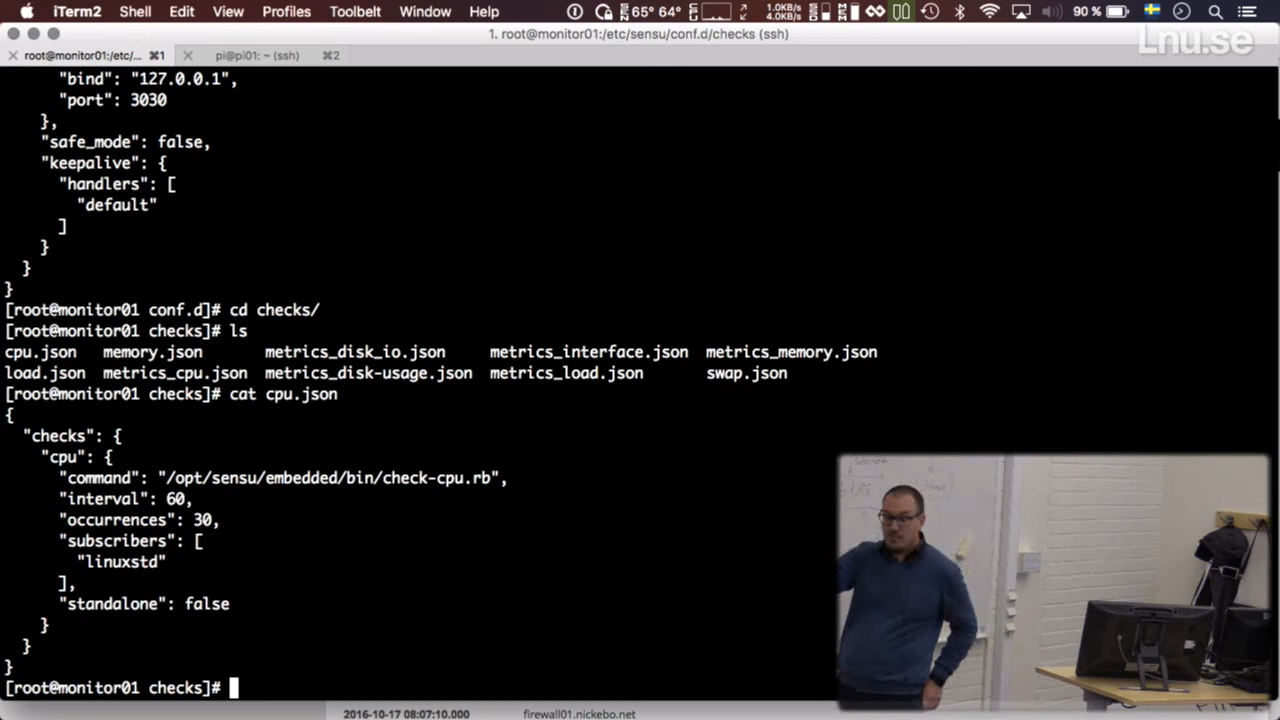 iTerm2 Shell Edit View Profiles Toolbelt Window Help 65° 64° 1.0KB/s 4.0KB/s 90 %
1. root@monitor01:/etc/sensu/conf.d/checks (ssh)
Lnu.se
root@monitor01:/etc/... ⌘1 pi@pi01: ~ (ssh) ⌘2
"bind": "127.0.0.1",
"port": 3030
},
"safe_mode": false,
"keepalive": {
"handlers": [
"default"
]
}
}
}
[root@monitor01 conf.d]# cd checks/
[root@monitor01 checks]# ls
cpu.json memory.json metrics_disk_io.json metrics_interface.json metrics_memory.json
load.json metrics_cpu.json metrics_disk-usage.json metrics_load.json swap.json
[root@monitor01 checks]# cat cpu.json
{
"checks": {
"cpu": {
"command": "/opt/sensu/embedded/bin/check-cpu.rb",
"interval": 60,
"occurrences": 30,
"subscribers": [
"linuxstd"
],
"standalone": false
}
}
}
[root@monitor01 checks]#
2016-10-17 08:07:10.000 firewall01.nickebo.net